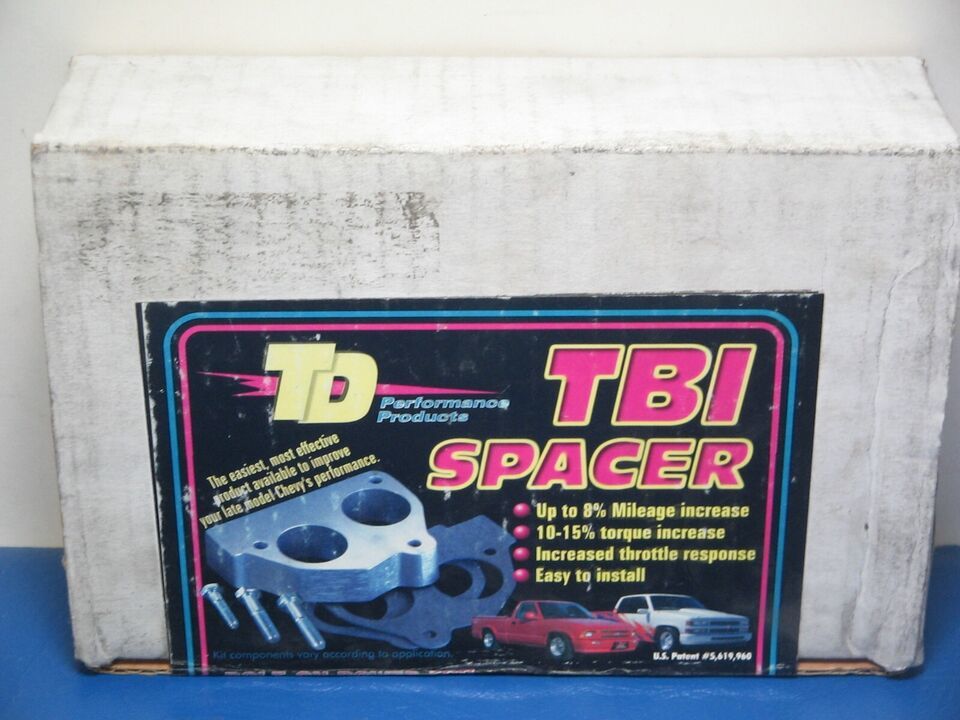 TD
Performance
Products
TBI
SPACER
The easiest, most effective
product available to improve
your late model Chevy's performance.
Up to 8% Mileage increase
10-15% torque increase
Increased throttle response
Easy to install
Kit components vary according to application.
U.S. Patent #5,619,960